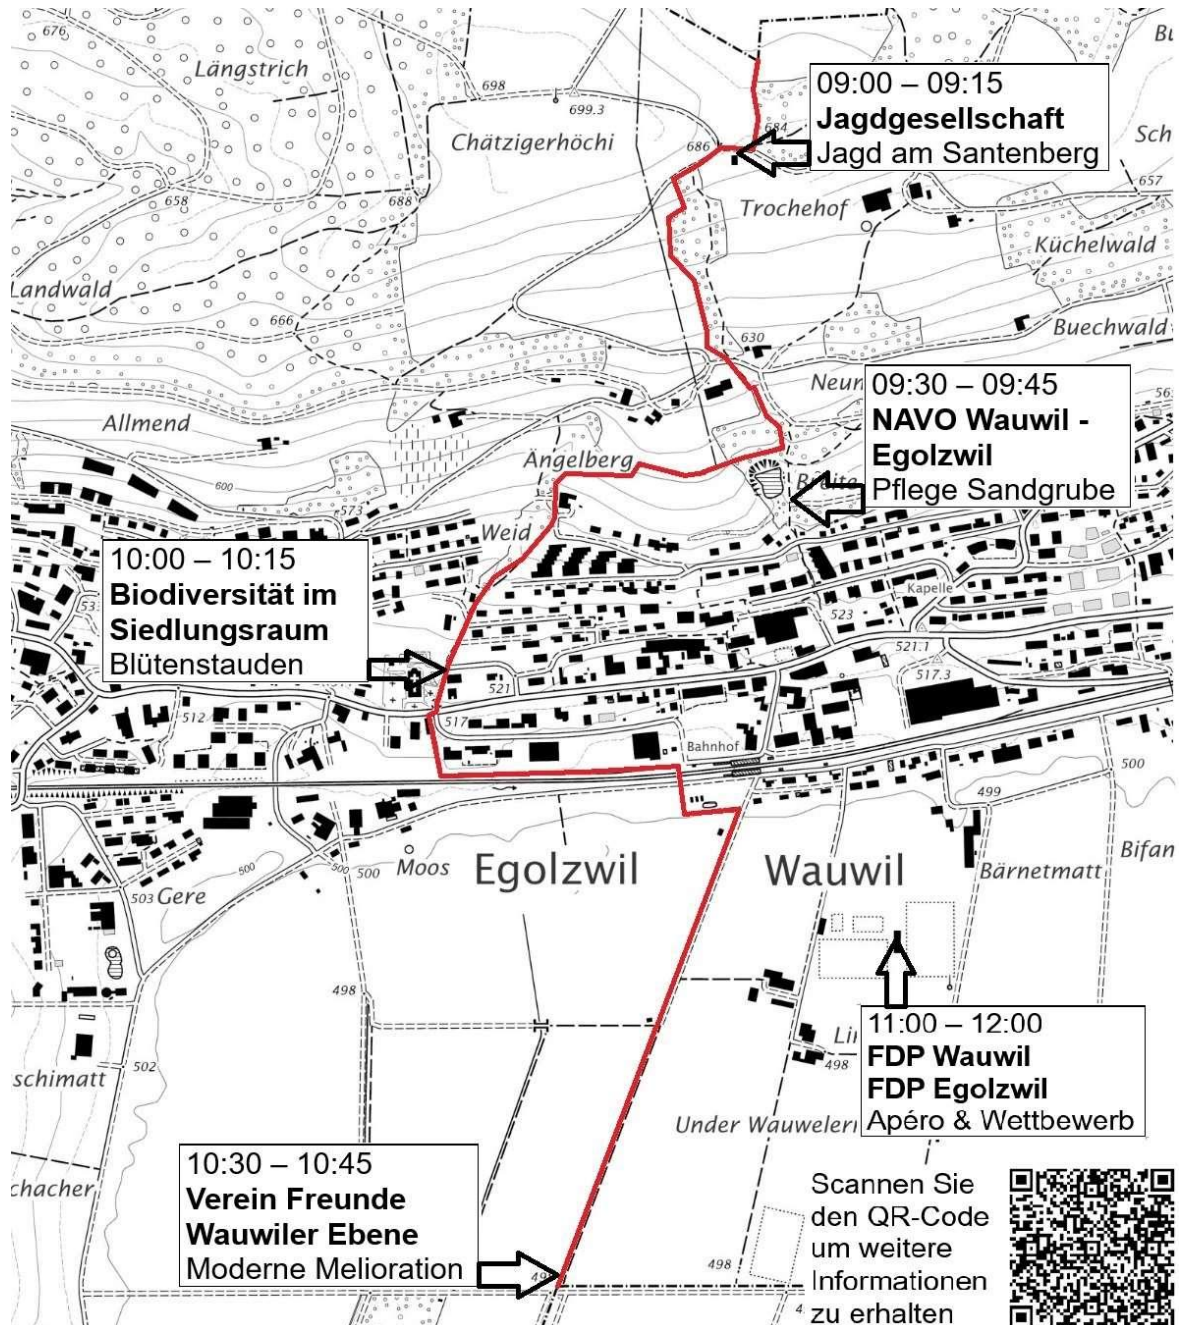 676
Längstrich
698
699.3
Chätzigerhöchi
684
686
09:00 – 09:15
Jagdgesellschaft
Jagd am Santenberg
Sch
657
658
688
Trochehof
Küchelwald
Landwald
666
630
Buechwald
Allmend
600
573
Ängelberg
Weid
09:30 – 09:45
NAVO Wauwil -
Egolzwil
Pflege Sandgrube
10:00 – 10:15
Biodiversität im
Siedlungsraum
Blütenstauden
Kapelle
523
521.1
517.3
521
517
512
Bahnhof
500
499
Moos
Egolzwil
Wauwil
Bärnetmatt
Bifan
500
500
500
503
Gere
498
502
schimatt
498
11:00 – 12:00
FDP Wauwil
FDP Egolzwil
Apéro & Wettbewerb
Under Wauweler
chacher
10:30 – 10:45
Verein Freunde
Wauwiler Ebene
Moderne Melioration
498
Scannen Sie
den QR-Code
um weitere
Informationen
zu erhalten